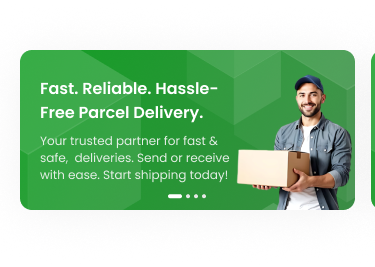 Fast. Reliable. Hassle-
Free Parcel Delivery.
Your trusted partner for fast &
safe,  deliveries. Send or receive
with ease. Start shipping today!